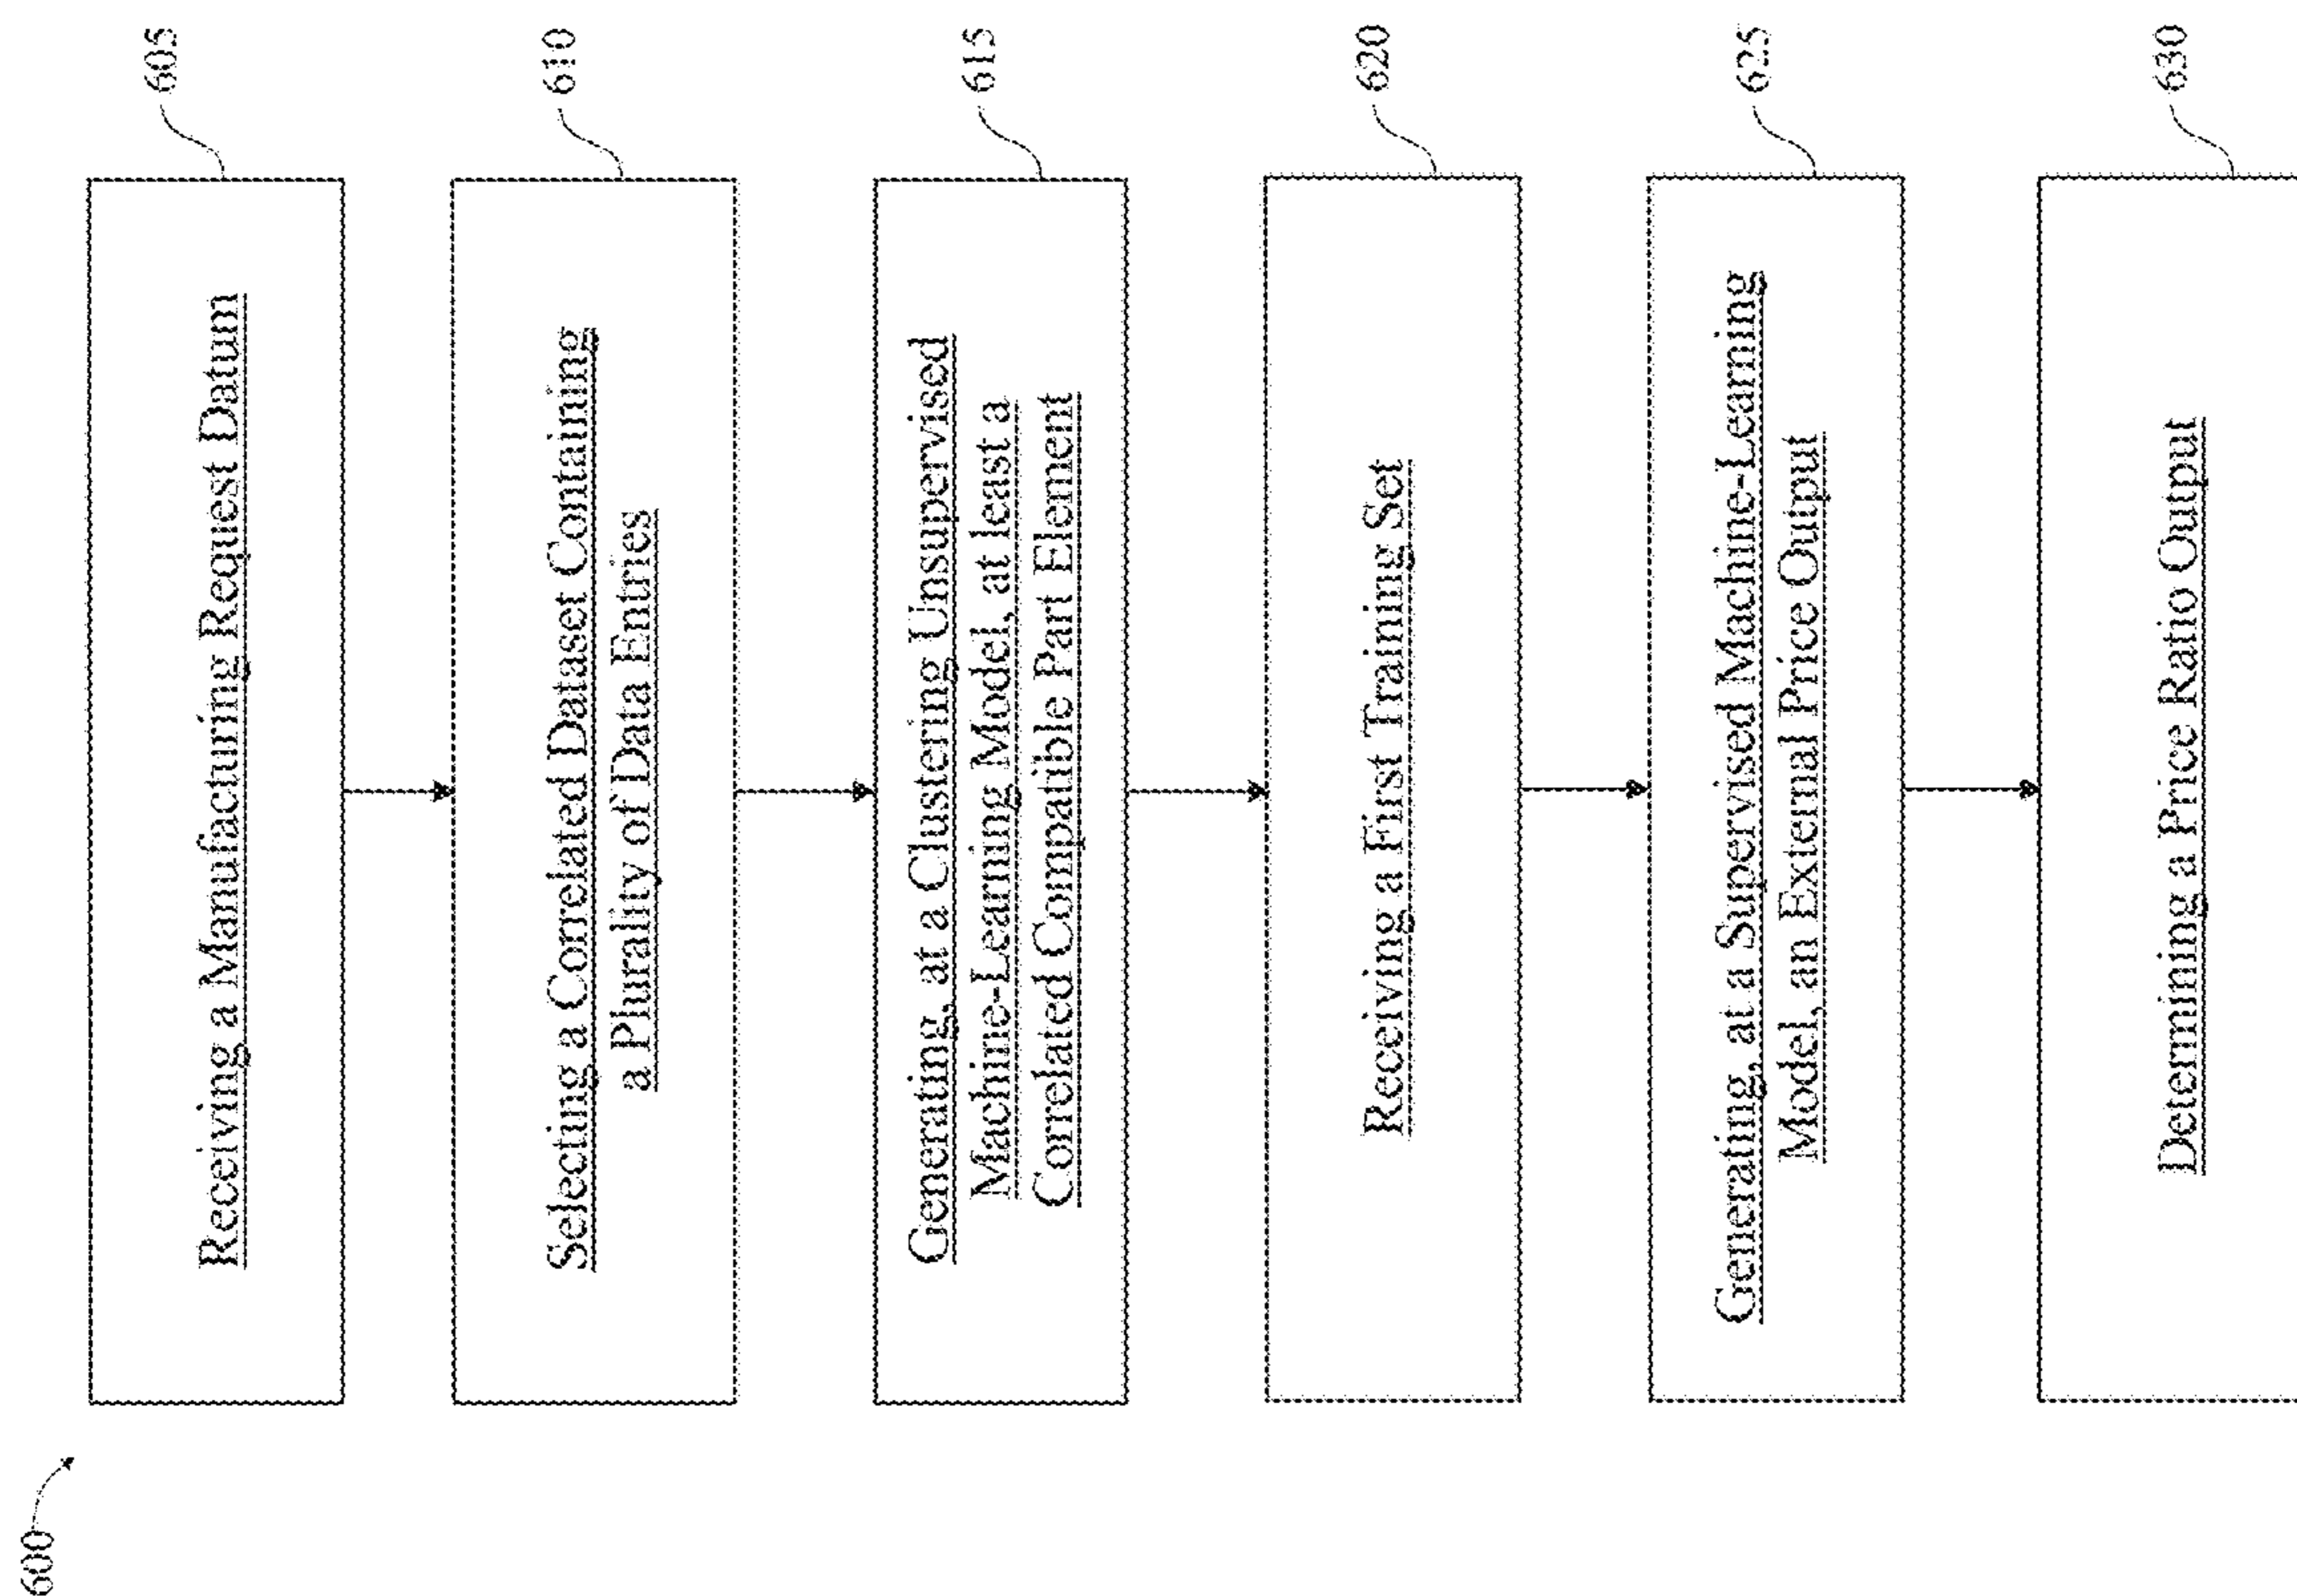 600
605
Receiving a Manufacturing Request Datum
610
Selecting a Correlated Dataset Containing
a Plurality of Data Entries
615
Generating, at a Clustering Unsupervised
Machine-Learning Model, at least a
Correlated Compatible Part Element
620
Receiving a First Training Set
625
Generating, at a Supervised Machine-Learning
Model, an External Price Output
630
Determining a Price Ratio Output